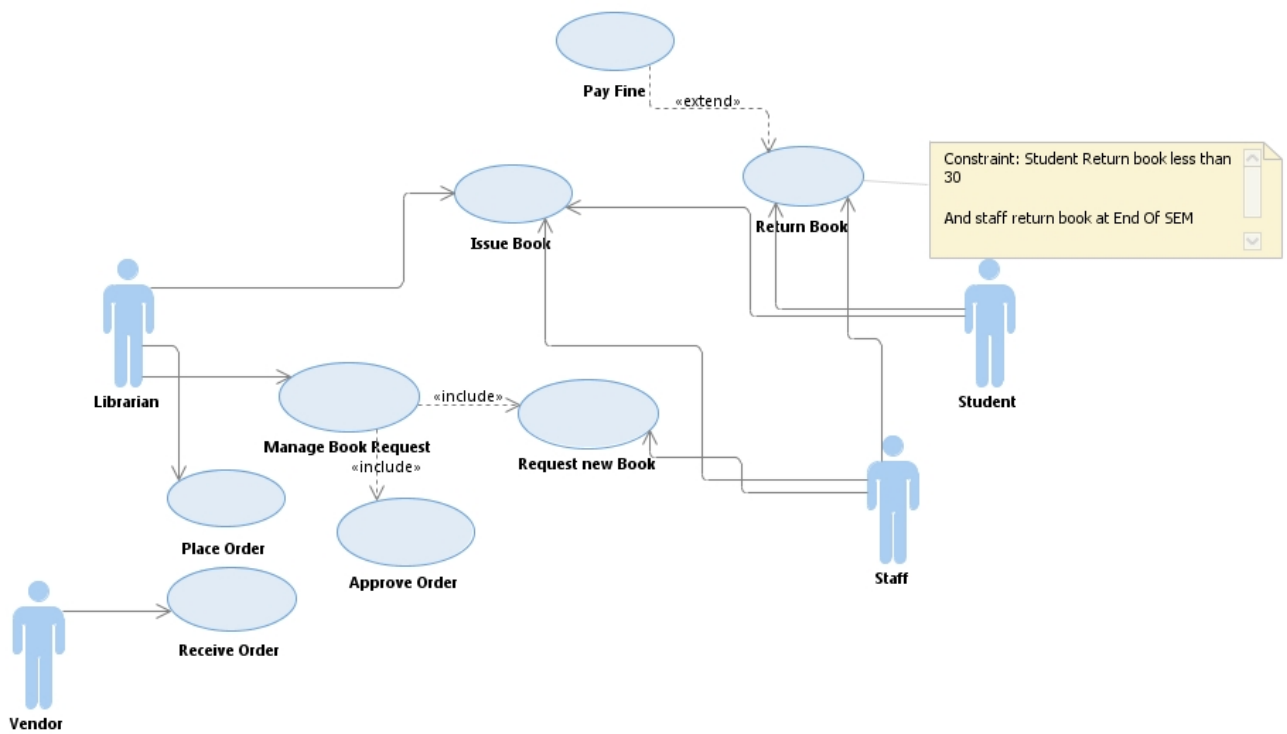 Pay Fine
«extend»
Constraint: Student Return book less than
30
And staff return book at End Of SEM
Return Book
Issue Book
Librarian
Student
«include»
Manage Book Request
«include»
Request new Book
Place Order
Approve Order
Staff
Receive Order
Vendor